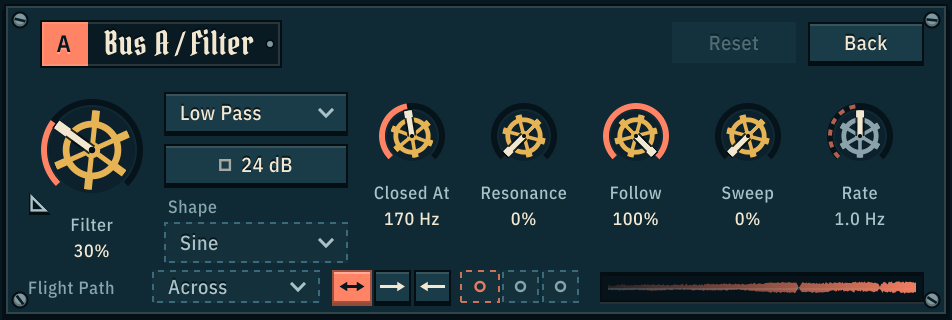 A Bus A / Filter
Reset Back
Low Pass
24 dB
Shape
Sine
Filter
30%
Closed At
170 Hz
Resonance
0%
Follow
100%
Sweep
0%
Rate
1.0 Hz
Flight Path
Across